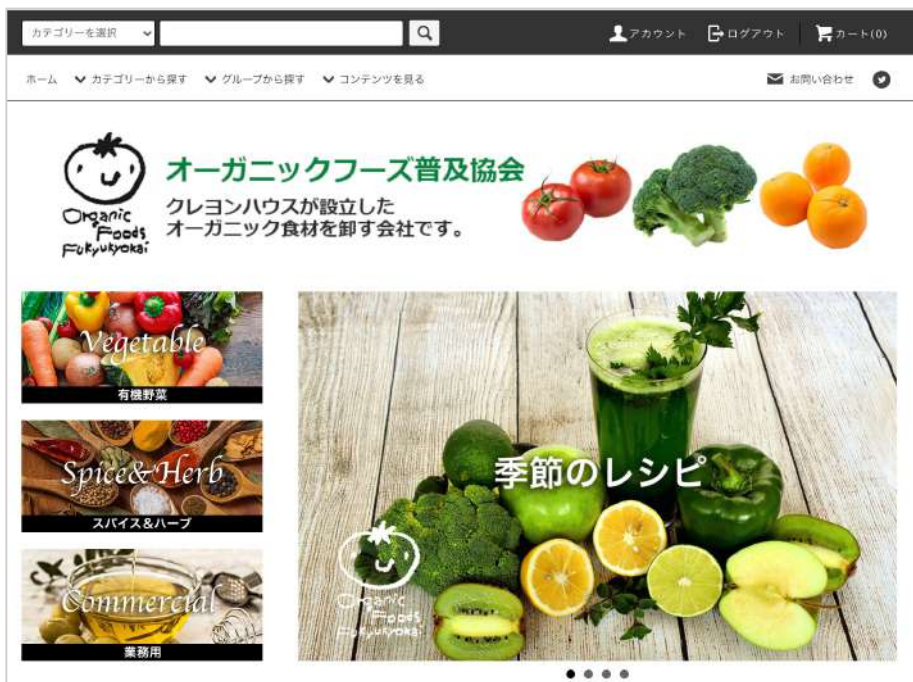 カテゴリーを選択
アカウント
ログアウト
カート(0)
ホーム
カテゴリーから探す
グループから探す
コンテンツを見る
お問い合わせ
Organic
Foods
Fukyukyokai
オーガニックフーズ普及協会
クレヨンハウスが設立した
オーガニック食材を卸す会社です。
Vegetable
有機野菜
Spice&Herb
スパイス&ハーブ
Commercial
業務用
季節のレシピ
Organic
Foods
Fukyukyokai